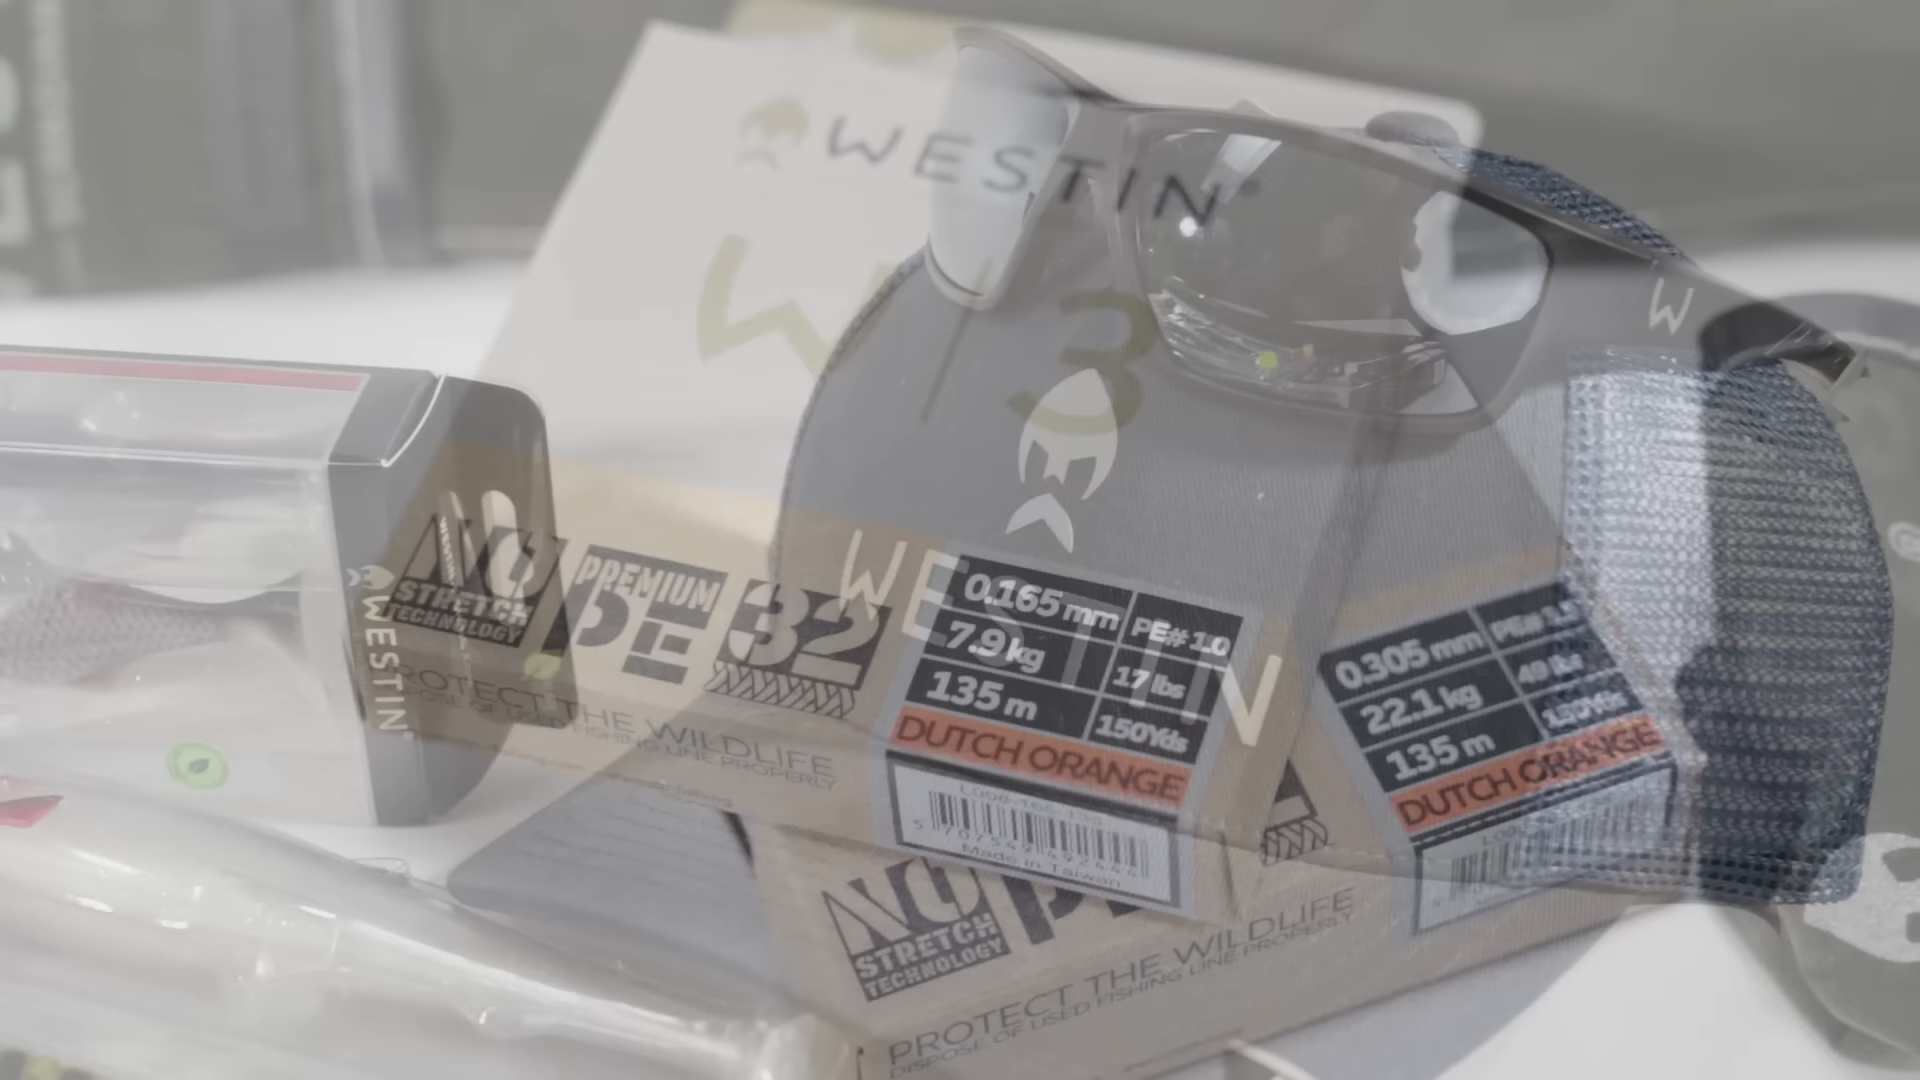 WESTIN
W3
W
WESTIN
WESTIN
NO
STRETCH
TECHNOLOGY
PREMIUM
PE
32
0.165 mm
PE# 1.0
7.9 kg
17 lbs
135 m
150Yds
DUTCH ORANGE
Made in Taiwan
PROTECT THE WILDLIFE
DISPOSE OF USED FISHING LINE PROPERLY
0.305 mm
22.1 kg
135 m
150Yds
DUTCH ORANGE
NO
STRETCH
TECHNOLOGY
PROTECT THE WILDLIFE
DISPOSE OF USED FISHING LINE PROPERLY